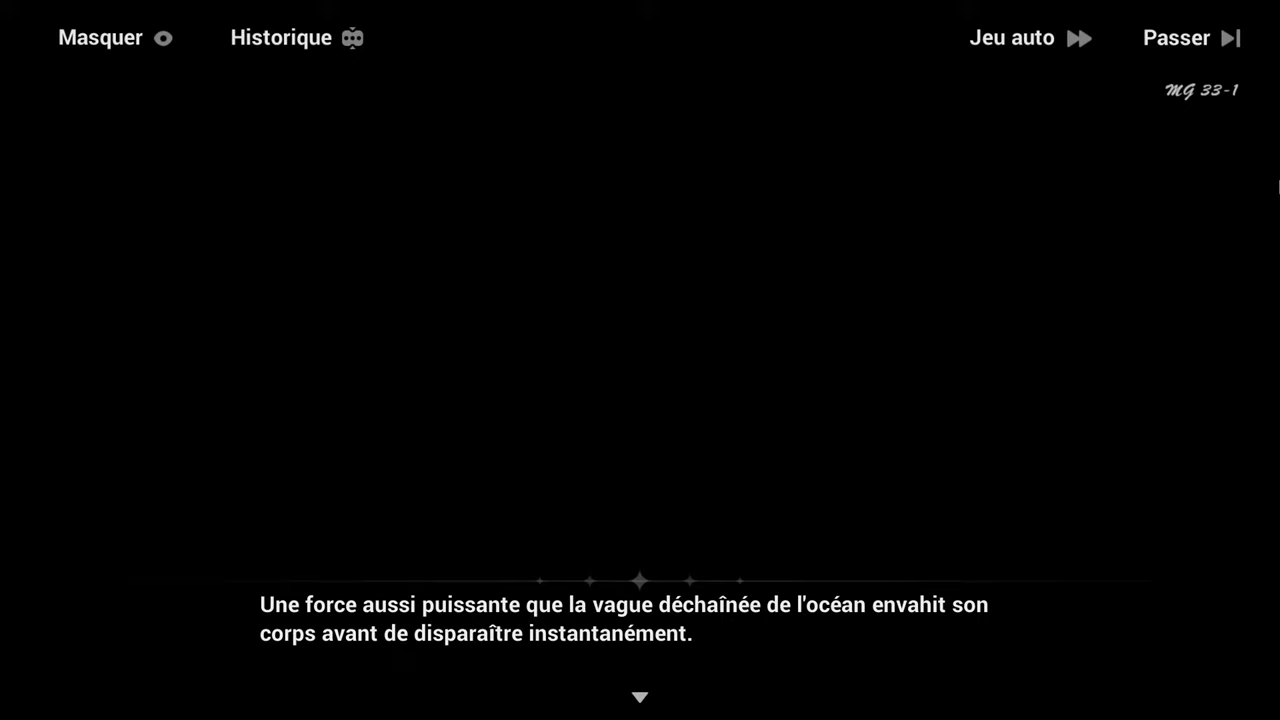 Masquer
Historique
Jeu auto
Passer
MG 33-1
Une force aussi puissante que la vague déchaînée de l'océan envahit son
corps avant de disparaître instantanément.